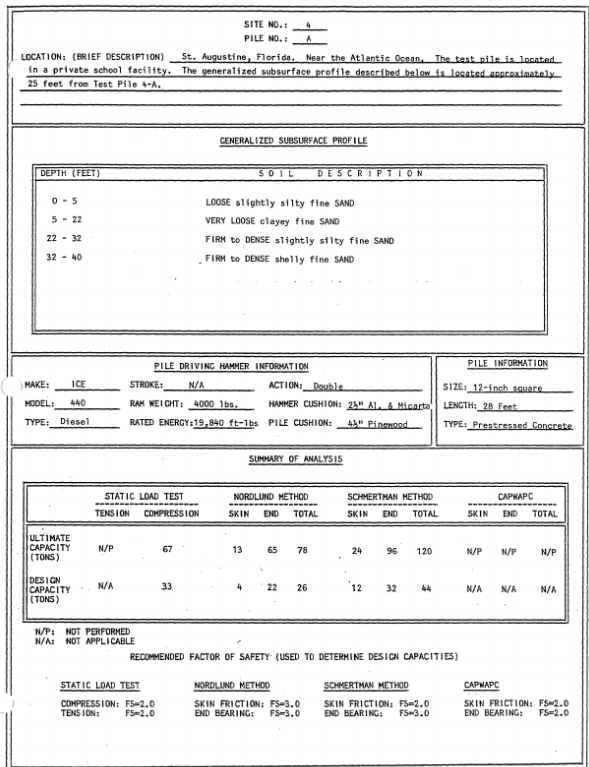 SITE NO.: 4
PILE NO.: A
LOCATION: (BRIEF DESCRIPTION) St. Augustine, Florida. Near the Atlantic Ocean. The test pile is located
in a private school facility. The generalized subsurface profile described below is located approximately
25 feet from Test Pile 4-A.
GENERALIZED SUBSURFACE PROFILE
DEPTH (FEET) SOIL DESCRIPTION
0 - 5 LOOSE slightly silty fine SAND
5 - 22 VERY LOOSE clayey fine SAND
22 - 32 FIRM to DENSE slightly silty fine SAND
32 - 40 FIRM to DENSE shelly fine SAND
PILE DRIVING HAMMER INFORMATION
MAKE: ICE STROKE: N/A ACTION: Double
MODEL: 440 RAM WEIGHT: 4000 lbs. HAMMER CUSHION: 2½" Al. & Micarta
TYPE: Diesel RATED ENERGY: 19,840 ft-lbs PILE CUSHION: 4½" Pinewood
PILE INFORMATION
SIZE: 12-inch square
LENGTH: 28 Feet
TYPE: Prestressed Concrete
SUMMARY OF ANALYSIS
STATIC LOAD TEST NORDLUND METHOD SCHMERTMAN METHOD CAPWAPC
TENSION COMPRESSION SKIN END TOTAL SKIN END TOTAL SKIN END TOTAL
ULTIMATE
CAPACITY N/P 67 13 65 78 24 96 120 N/P N/P N/P
(TONS)
DESIGN
CAPACITY N/A 33 4 22 26 12 32 44 N/A N/A N/A
(TONS)
N/P: NOT PERFORMED
N/A: NOT APPLICABLE
RECOMMENDED FACTOR OF SAFETY (USED TO DETERMINE DESIGN CAPACITIES)
STATIC LOAD TEST NORDLUND METHOD SCHMERTMAN METHOD CAPWAPC
COMPRESSION: FS=2.0 SKIN FRICTION: FS=3.0 SKIN FRICTION: FS=2.0 SKIN FRICTION: FS=2.0
TENSION: FS=2.0 END BEARING: FS=3.0 END BEARING: FS=3.0 END BEARING: FS=2.0